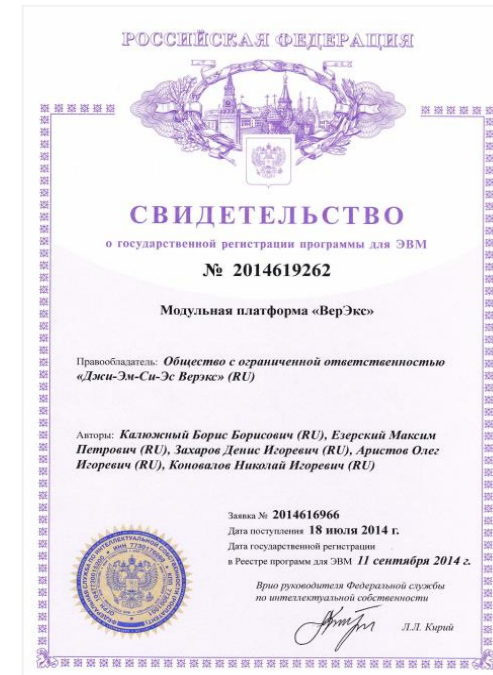 РОССИЙСКАЯ ФЕДЕРАЦИЯ
СВИДЕТЕЛЬСТВО
о государственной регистрации программы для ЭВМ
№ 2014619262
Модульная платформа «ВерЭкс»
Правообладатель: Общество с ограниченной ответственностью
«Джи-Эм-Си-Эс Верэкс» (RU)
Авторы: Калюжный Борис Борисович (RU), Езерский Максим
Петрович (RU), Захаров Денис Игоревич (RU), Аристов Олег
Игоревич (RU), Коновалов Николай Игоревич (RU)
Заявка № 2014616966
Дата поступления 18 июля 2014 г.
Дата государственной регистрации
в Реестре программ для ЭВМ 11 сентября 2014 г.
Врио руководителя Федеральной службы
по интеллектуальной собственности
Л.Л. Кирий